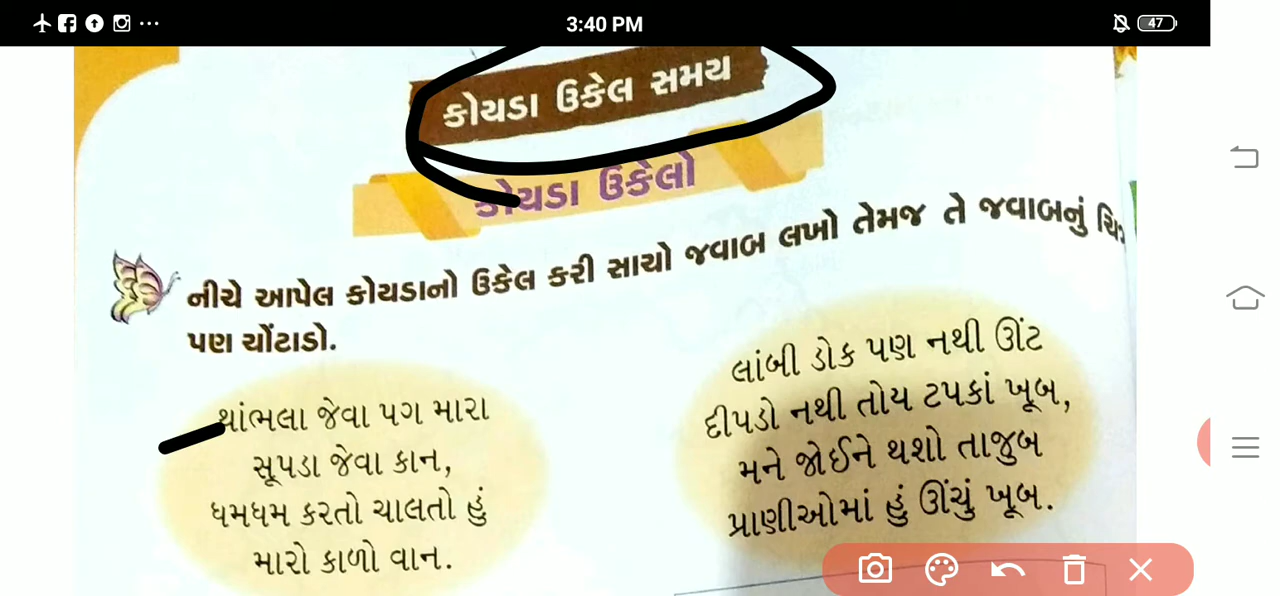 3:40 PM
47
કોયડા ઉકેલ સમય
કોયડા ઉકેલો
નીચે આપેલ કોયડાનો ઉકેલ કરી સાચો જવાબ લખો તેમજ તે જવાબનું
પણ ચોંટાડો.
થાંભલા જેવા પગ મારા
સૂપડા જેવા કાન,
ધમધમ કરતો ચાલતો હું
મારો કાળો વાન.
લાંબી ડોક પણ નથી ઊંટ
દીપડો નથી તોય ટપકાં ખૂબ,
મને જોઈને થશો તાજુબ
પ્રાણીઓમાં હું ઊંચું ખૂબ.